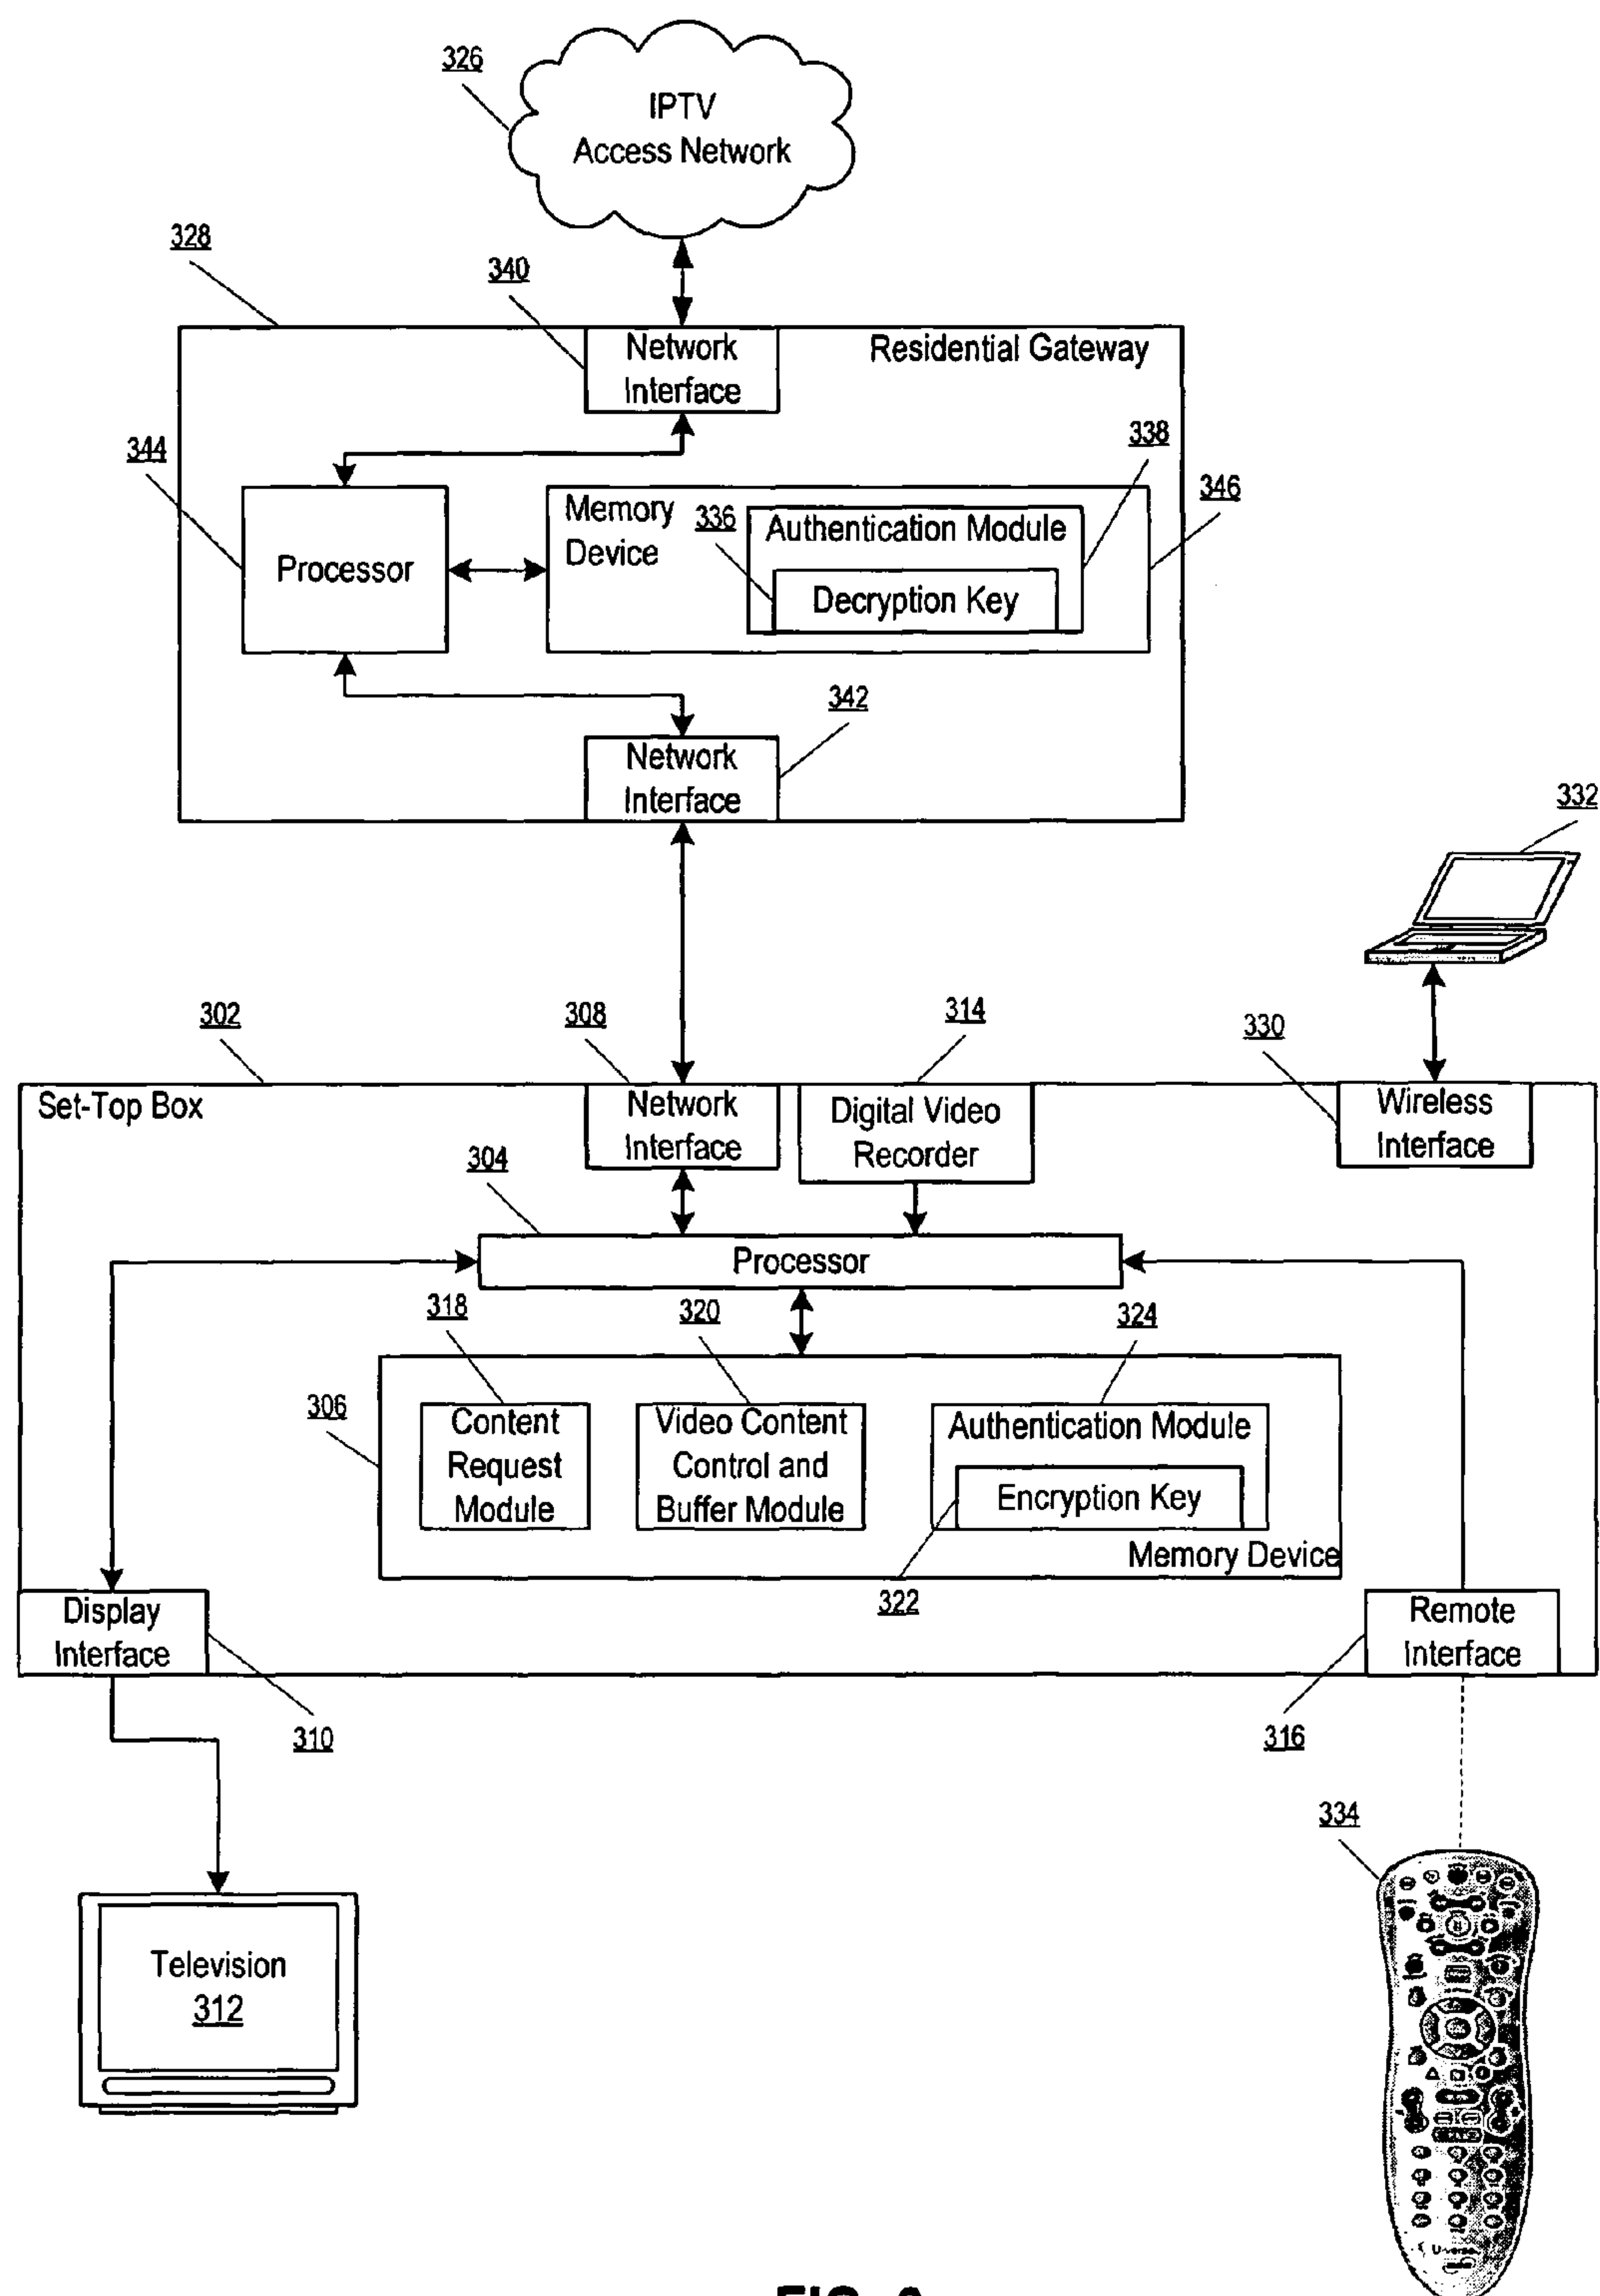 326
IPTV
Access Network
328
340
Network
Interface
Residential Gateway
344
338
346
Processor
Memory
Device
336
Authentication Module
Decryption Key
342
Network
Interface
332
302
308
314
330
Set-Top Box
Network
Interface
Digital Video
Recorder
Wireless
Interface
304
Processor
318
320
324
306
Content
Request
Module
Video Content
Control and
Buffer Module
Authentication Module
Encryption Key
Memory Device
322
Display
Interface
Remote
Interface
310
316
334
Television
312